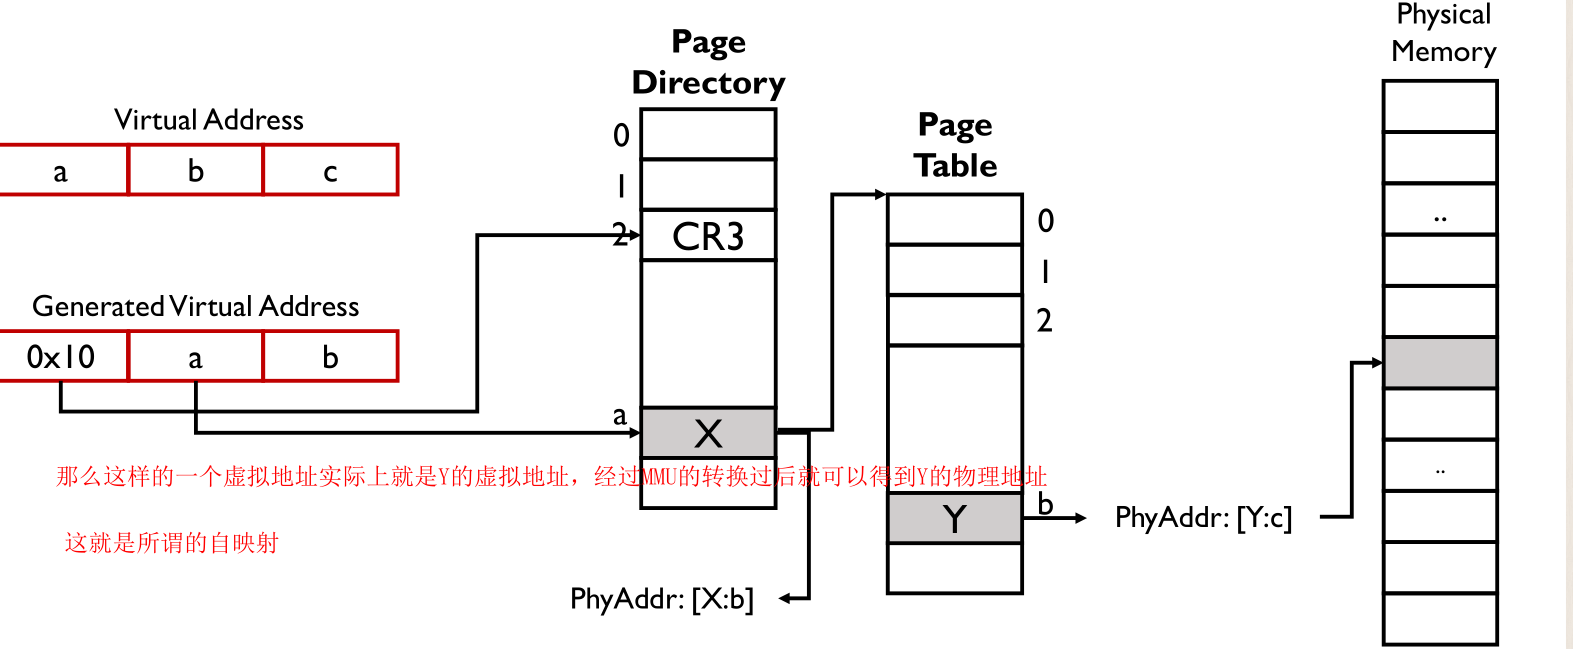 Physical
Memory
Page
Directory
Virtual Address
a b c
Page
Table
0
1
2
CR3
0
1
2
..
Generated Virtual Address
0x10 a b
a
X
那么这样的一个虚拟地址实际上就是Y的虚拟地址，经过MMU的转换过后就可以得到Y的物理地址
..
b
Y
PhyAddr: [Y:c]
这就是所谓的自映射
PhyAddr: [X:b]